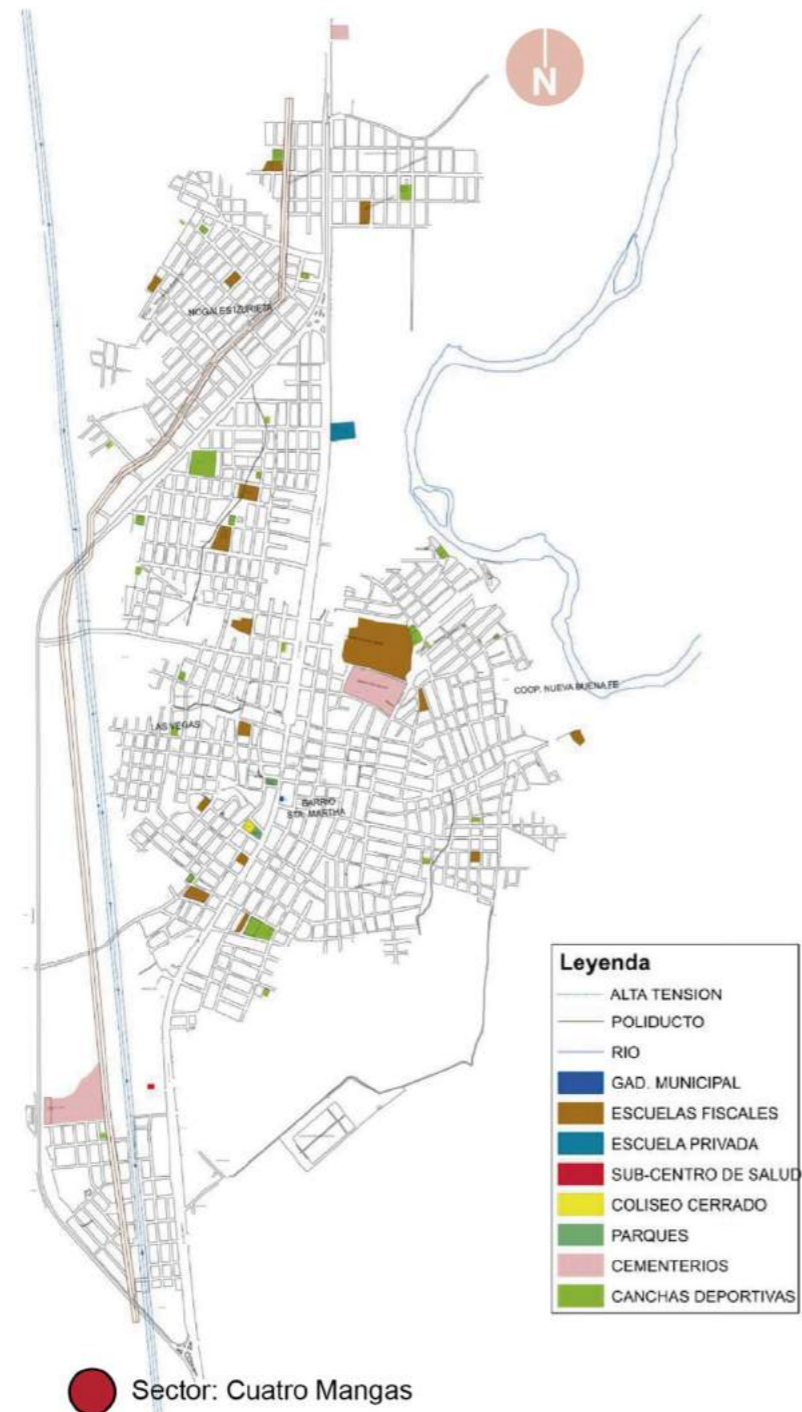 N
NOGALES IZURIETA
COOP. NUEVA BUENA FE
LAS VEGAS
BARRIO
STA. MARTHA
Leyenda
ALTA TENSION
POLIDUCTO
RIO
GAD. MUNICIPAL
ESCUELAS FISCALES
ESCUELA PRIVADA
SUB-CENTRO DE SALUD
COLISEO CERRADO
PARQUES
CEMENTERIOS
CANCHAS DEPORTIVAS
Sector: Cuatro Mangas